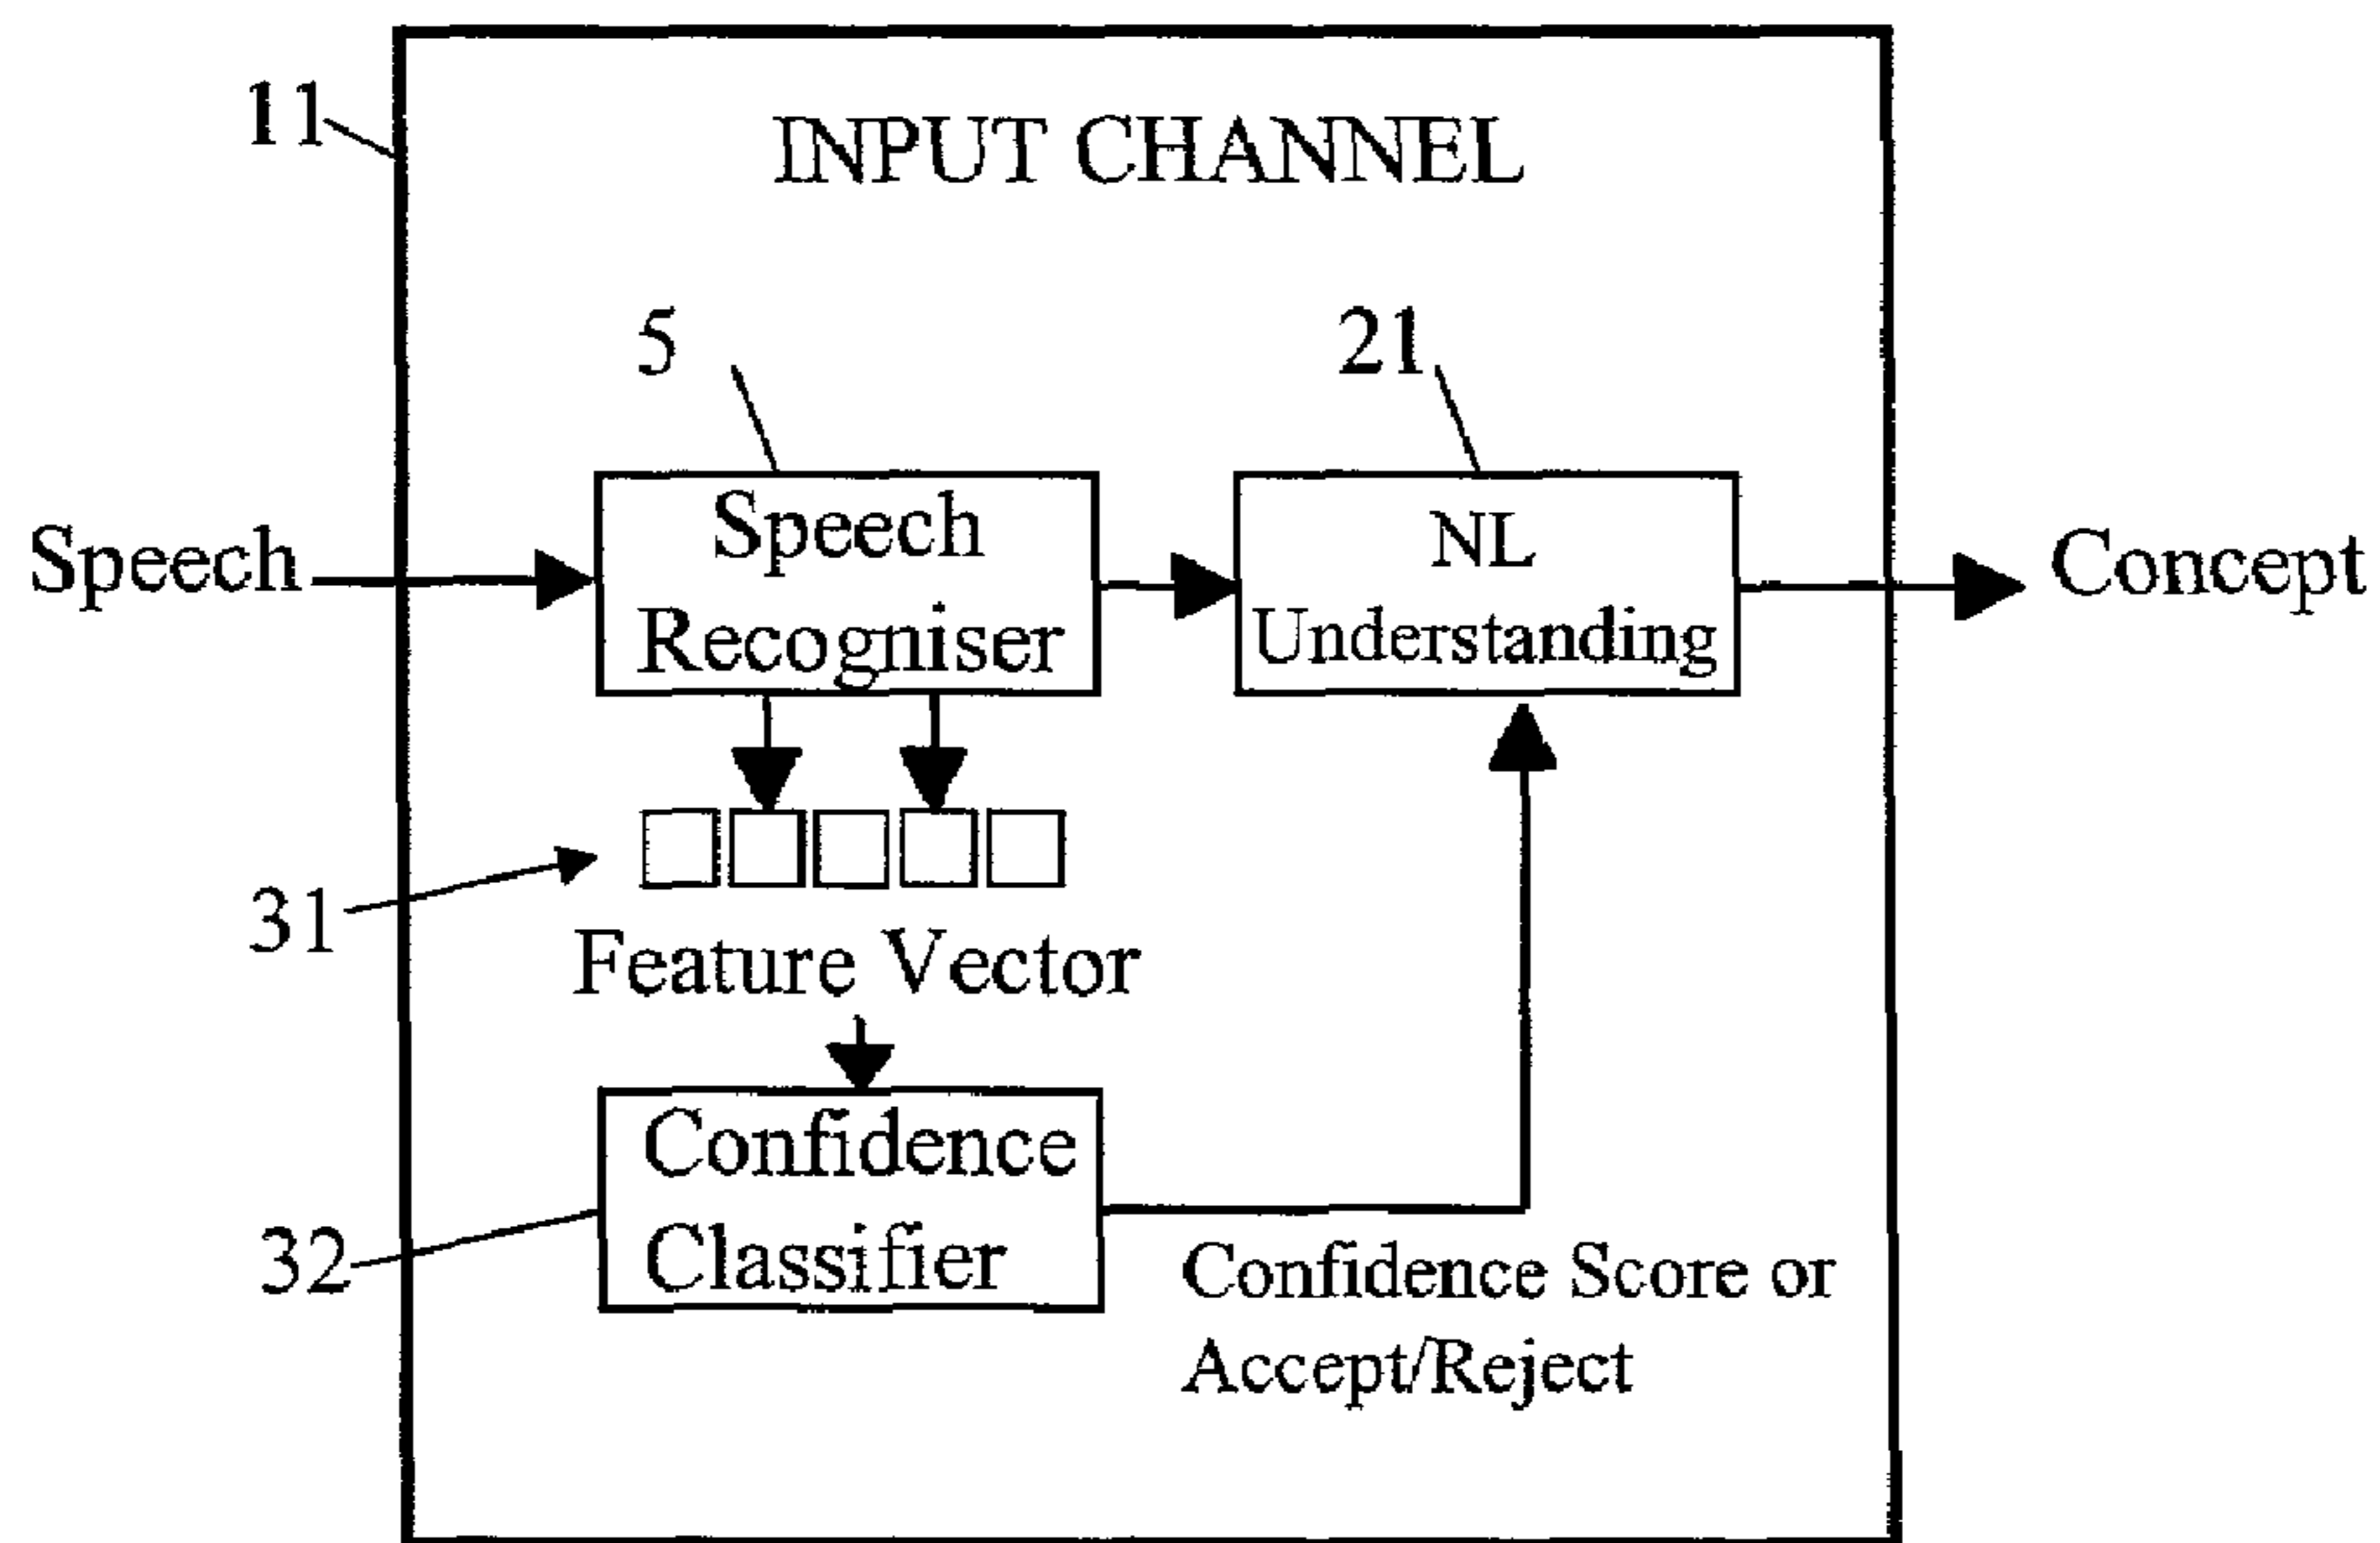 11
INPUT CHANNEL
5
21
Speech
Speech
Recogniser
NL
Understanding
Concept
31
Feature Vector
32
Confidence
Classifier
Confidence Score or
Accept/Reject